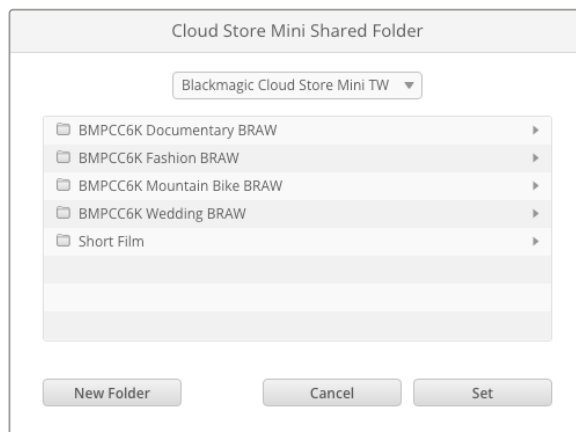 Cloud Store Mini Shared Folder
Blackmagic Cloud Store Mini TW
BMPCC6K Documentary BRAW
BMPCC6K Fashion BRAW
BMPCC6K Mountain Bike BRAW
BMPCC6K Wedding BRAW
Short Film
New Folder Cancel Set